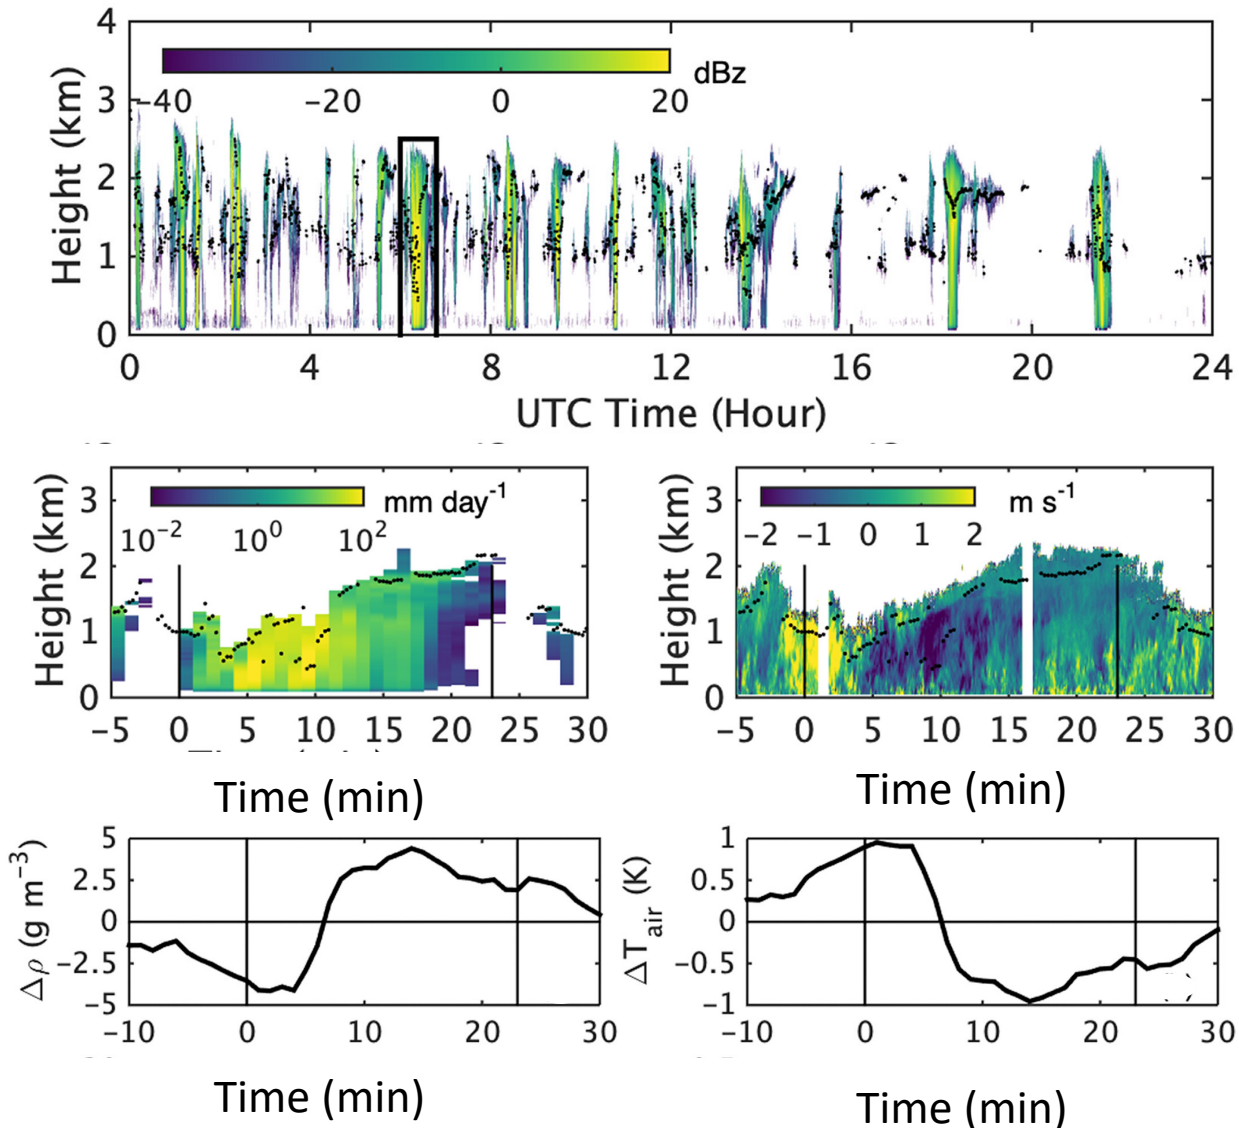 4
3
2
1
0
Height (km)
-40 -20 0 20
dBz
0 4 8 12 16 20 24
UTC Time (Hour)
3
2
1
0
Height (km)
mm day-1
10-2 100 102
-5 0 5 10 15 20 25 30
Time (min)
3
2
1
0
Height (km)
m s-1
-2 -1 0 1 2
-5 0 5 10 15 20 25 30
Time (min)
5
2.5
0
-2.5
-5
Δρ (g m-3)
-10 0 10 20 30
Time (min)
1
0.5
0
-0.5
-1
ΔTair (K)
-10 0 10 20 30
Time (min)